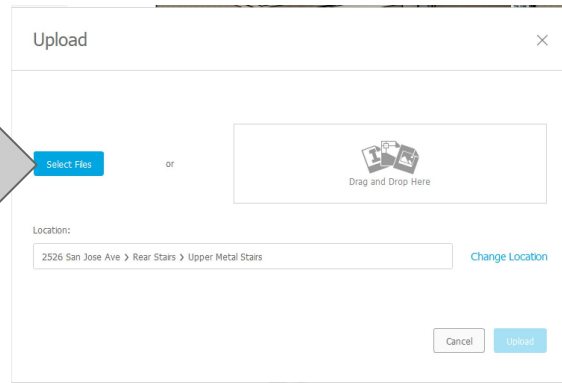 Upload
Select Files
or
Drag and Drop Here
Location:
2526 San Jose Ave > Rear Stairs > Upper Metal Stairs
Change Location
Cancel
Upload